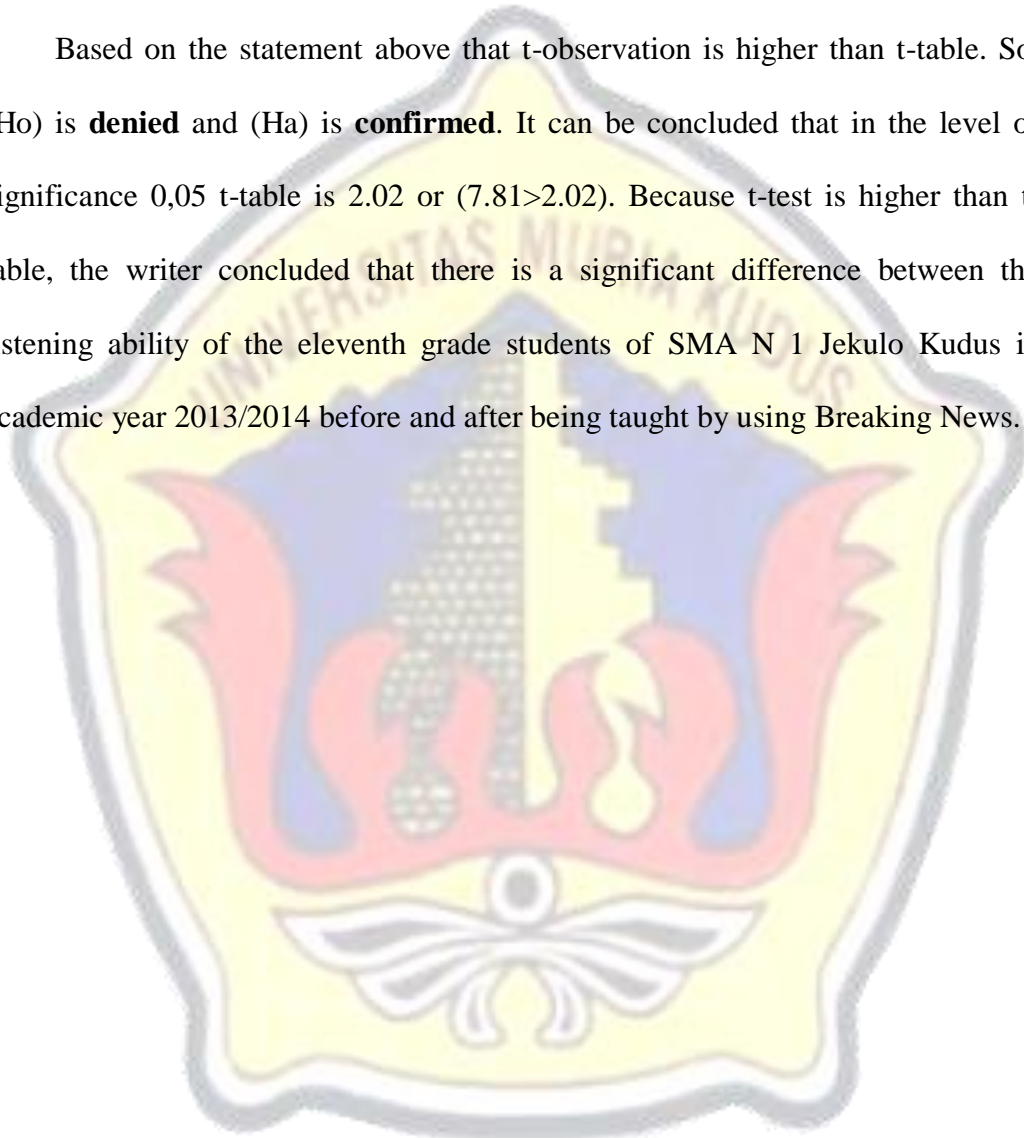 Based on the statement above that t-observation is higher than t-table. So
Ho) is denied and (Ha) is confirmed. It can be concluded that in the level o
ignificance 0,05 t-table is 2.02 or (7.81>2.02). Because t-test is higher than t
able, the writer concluded that there is a significant difference between th
istening ability of the eleventh grade students of SMA N 1 Jekulo Kudus i
cademic year 2013/2014 before and after being taught by using Breaking News.
UNIVERSITAS MURIA KUDUS